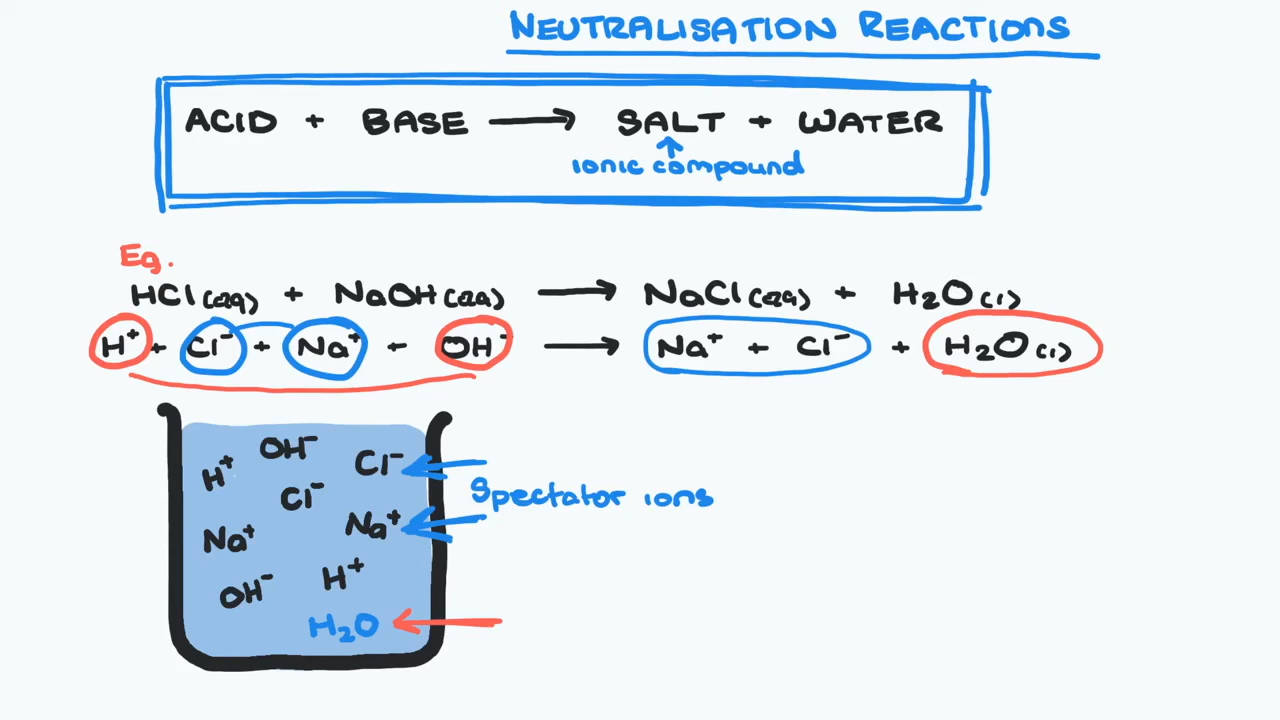 NEUTRALISATION REACTIONS
ACID + BASE → SALT + WATER
ionic compound
Eg.
HCl(aq) + NaOH(aq) → NaCl(aq) + H₂O(l)
H⁺ + Cl⁻ + Na⁺ + OH⁻ → Na⁺ + Cl⁻ + H₂O(l)
OH⁻
H⁺
Cl⁻
Cl⁻
Spectator ions
Na⁺
Na⁺
OH⁻
H⁺
H₂O